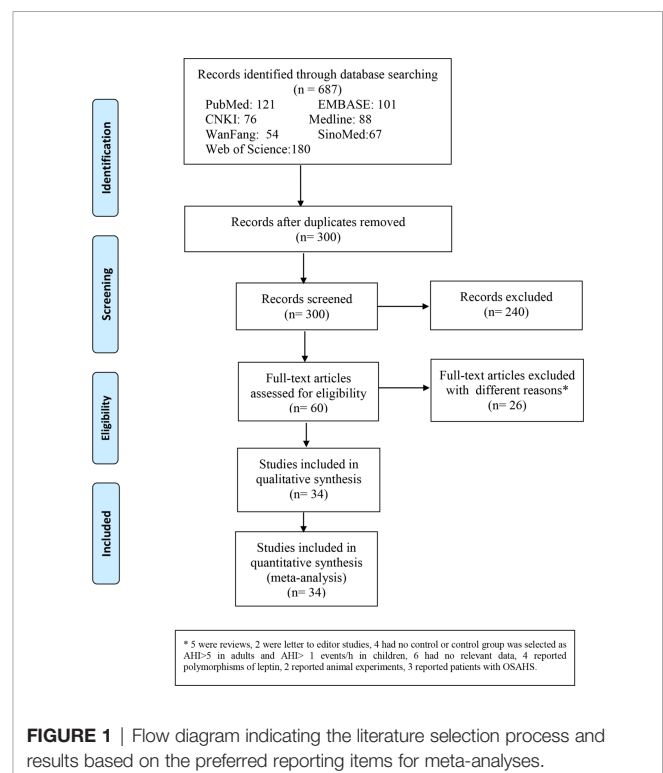 Records identified through database searching
(n = 687)
PubMed: 121 EMBASE: 101
CNKI: 76 Medline: 88
WanFang: 54 SinoMed:67
Web of Science:180
Identification
Records after duplicates removed
(n= 300)
Screening
Records screened
(n= 300)
Records excluded
(n= 240)
Eligibility
Full-text articles
assessed for eligibility
(n= 60)
Full-text articles excluded
with different reasons*
(n= 26)
Studies included in
qualitative synthesis
(n= 34)
Included
Studies included in
quantitative synthesis
(meta-analysis)
(n= 34)
* 5 were reviews, 2 were letter to editor studies, 4 had no control or control group was selected as
AHI>5 in adults and AHI> 1 events/h in children, 6 had no relevant data, 4 reported
polymorphisms of leptin, 2 reported animal experiments, 3 reported patients with OSAHS.
FIGURE 1 | Flow diagram indicating the literature selection process and
results based on the preferred reporting items for meta-analyses.